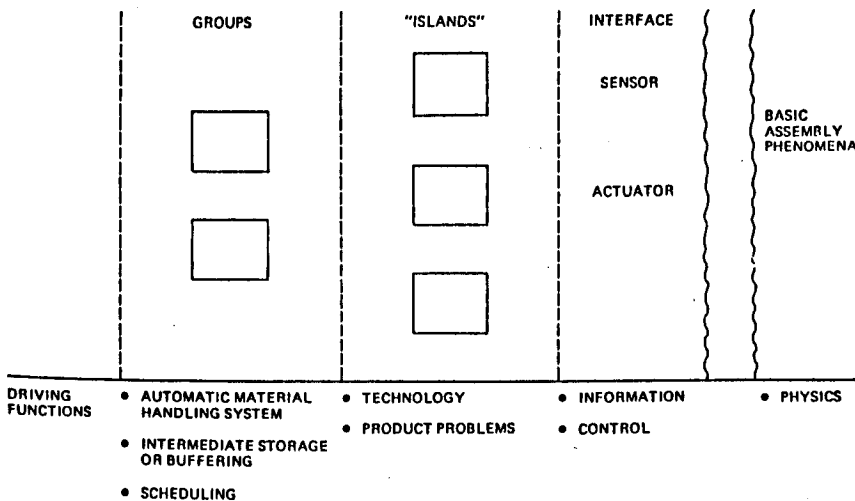 GROUPS
"ISLANDS"
INTERFACE
SENSOR
ACTUATOR
BASIC
ASSEMBLY
PHENOMENA
DRIVING
FUNCTIONS
• AUTOMATIC MATERIAL
HANDLING SYSTEM
• INTERMEDIATE STORAGE
OR BUFFERING
• SCHEDULING
• TECHNOLOGY
• PRODUCT PROBLEMS
• INFORMATION
• CONTROL
• PHYSICS